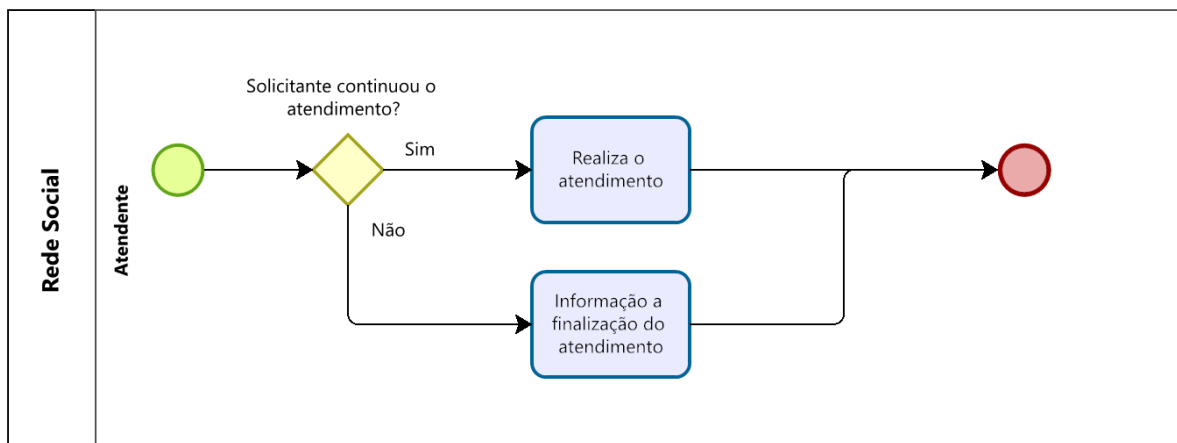 Rede Social
Atendente
Solicitante continuou o
atendimento?
Sim
Não
Realiza o
atendimento
Informação a
finalização do
atendimento